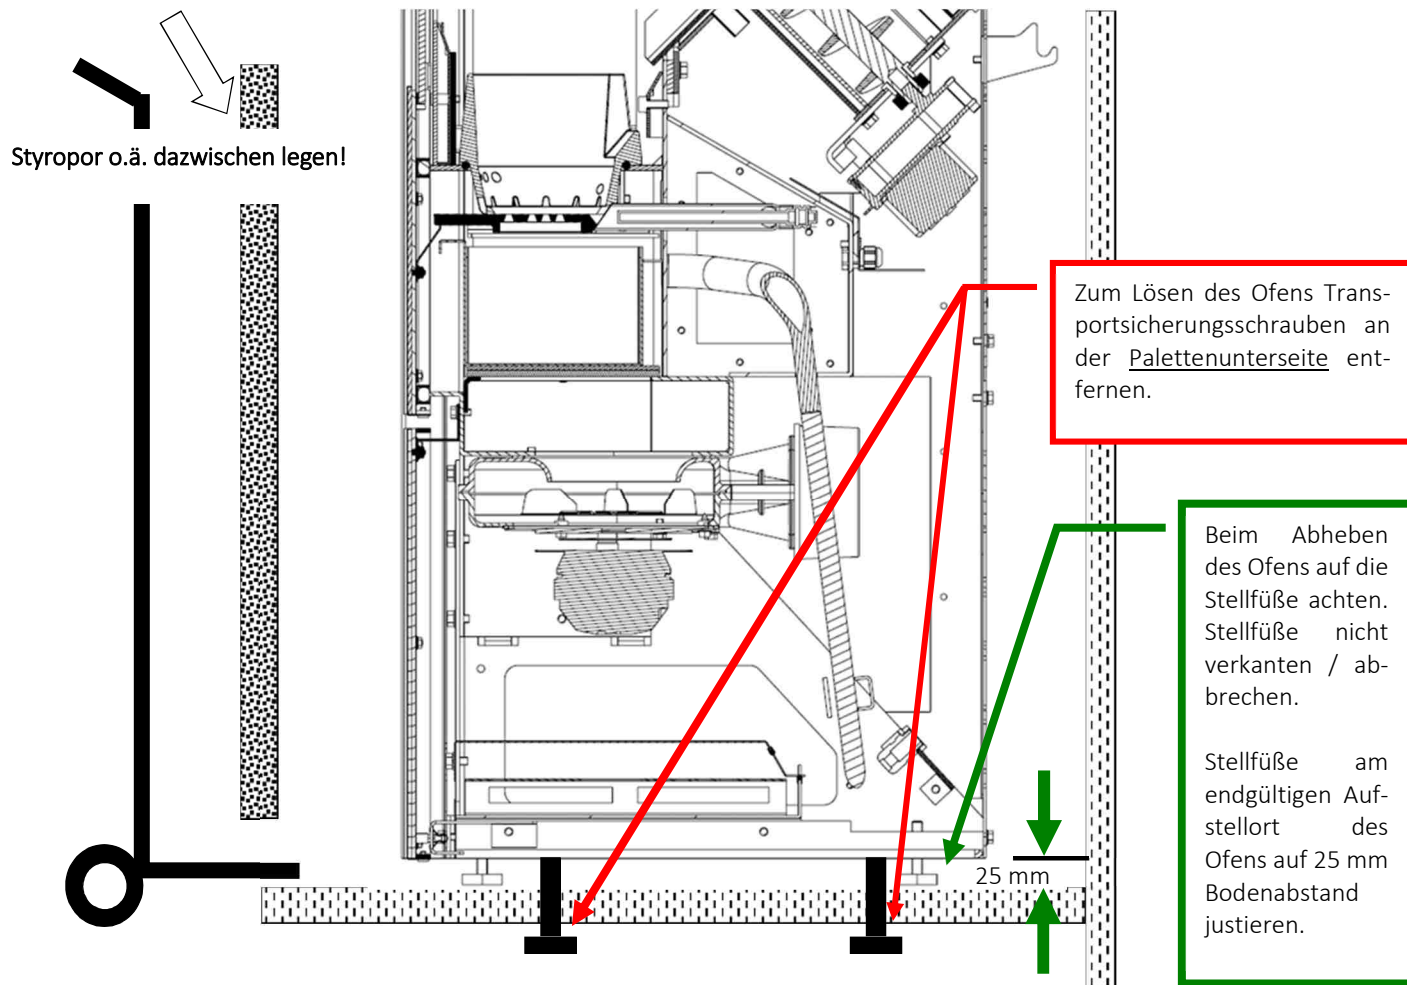 Styropor o.ä. dazwischen legen!
Zum Lösen des Ofens Trans-
portsicherungsschrauben an
der Palettenunterseite ent-
fernen.
Beim Abheben
des Ofens auf die
Stellfüße achten.
Stellfüße nicht
verkanten / ab-
brechen.
Stellfüße am
endgültigen Auf-
stellort des
Ofens auf 25 mm
Bodenabstand
justieren.
25 mm